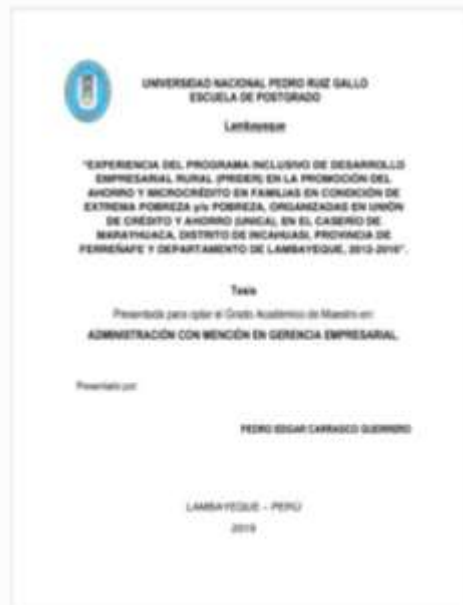 UNIVERSIDAD NACIONAL PEDRO RUIZ GALLO
ESCUELA DE POSTGRADO
Lambayeque
"EXPERIENCIA DEL PROGRAMA INCLUSIVO DE DESARROLLO
EMPRESARIAL RURAL (PRIDER) EN LA PROMOCIÓN DEL
AHORRO Y MICROCRÉDITO EN FAMILIAS EN CONDICIÓN DE
EXTREMA POBREZA y/o POBREZA, ORGANIZADAS EN UNIÓN
DE CRÉDITO Y AHORRO (UNICA), EN EL CASERÍO DE
MARAYHUACA, DISTRITO DE INCAHUASI, PROVINCIA DE
FERREÑAFE Y DEPARTAMENTO DE LAMBAYEQUE, 2012-2016".
Tesis
Presentada para optar el Grado Académico de Maestro en:
ADMINISTRACIÓN CON MENCIÓN EN GERENCIA EMPRESARIAL.
Presentado por:
PEDRO EDGAR CARRASCO GUERRERO
LAMBAYEQUE – PERÚ
2019